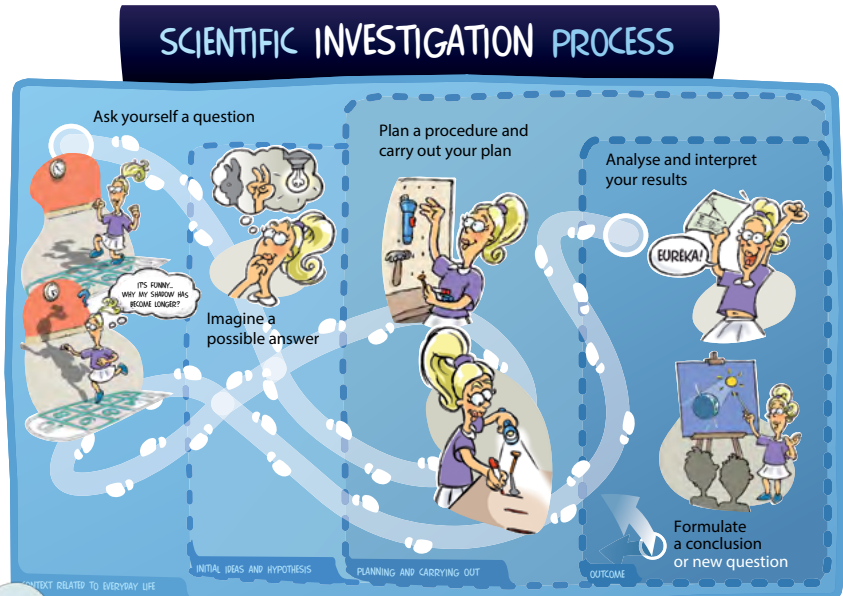 SCIENTIFIC INVESTIGATION PROCESS
Ask yourself a question
IT'S FUNNY...
WHY MY SHADOW HAS
BECOME LONGER?
Imagine a
possible answer
Plan a procedure and
carry out your plan
Analyse and interpret
your results
EURÊKA!
Formulate
a conclusion
or new question
CONTEXT RELATED TO EVERYDAY LIFE
INITIAL IDEAS AND HYPOTHESIS
PLANNING AND CARRYING OUT
OUTCOME